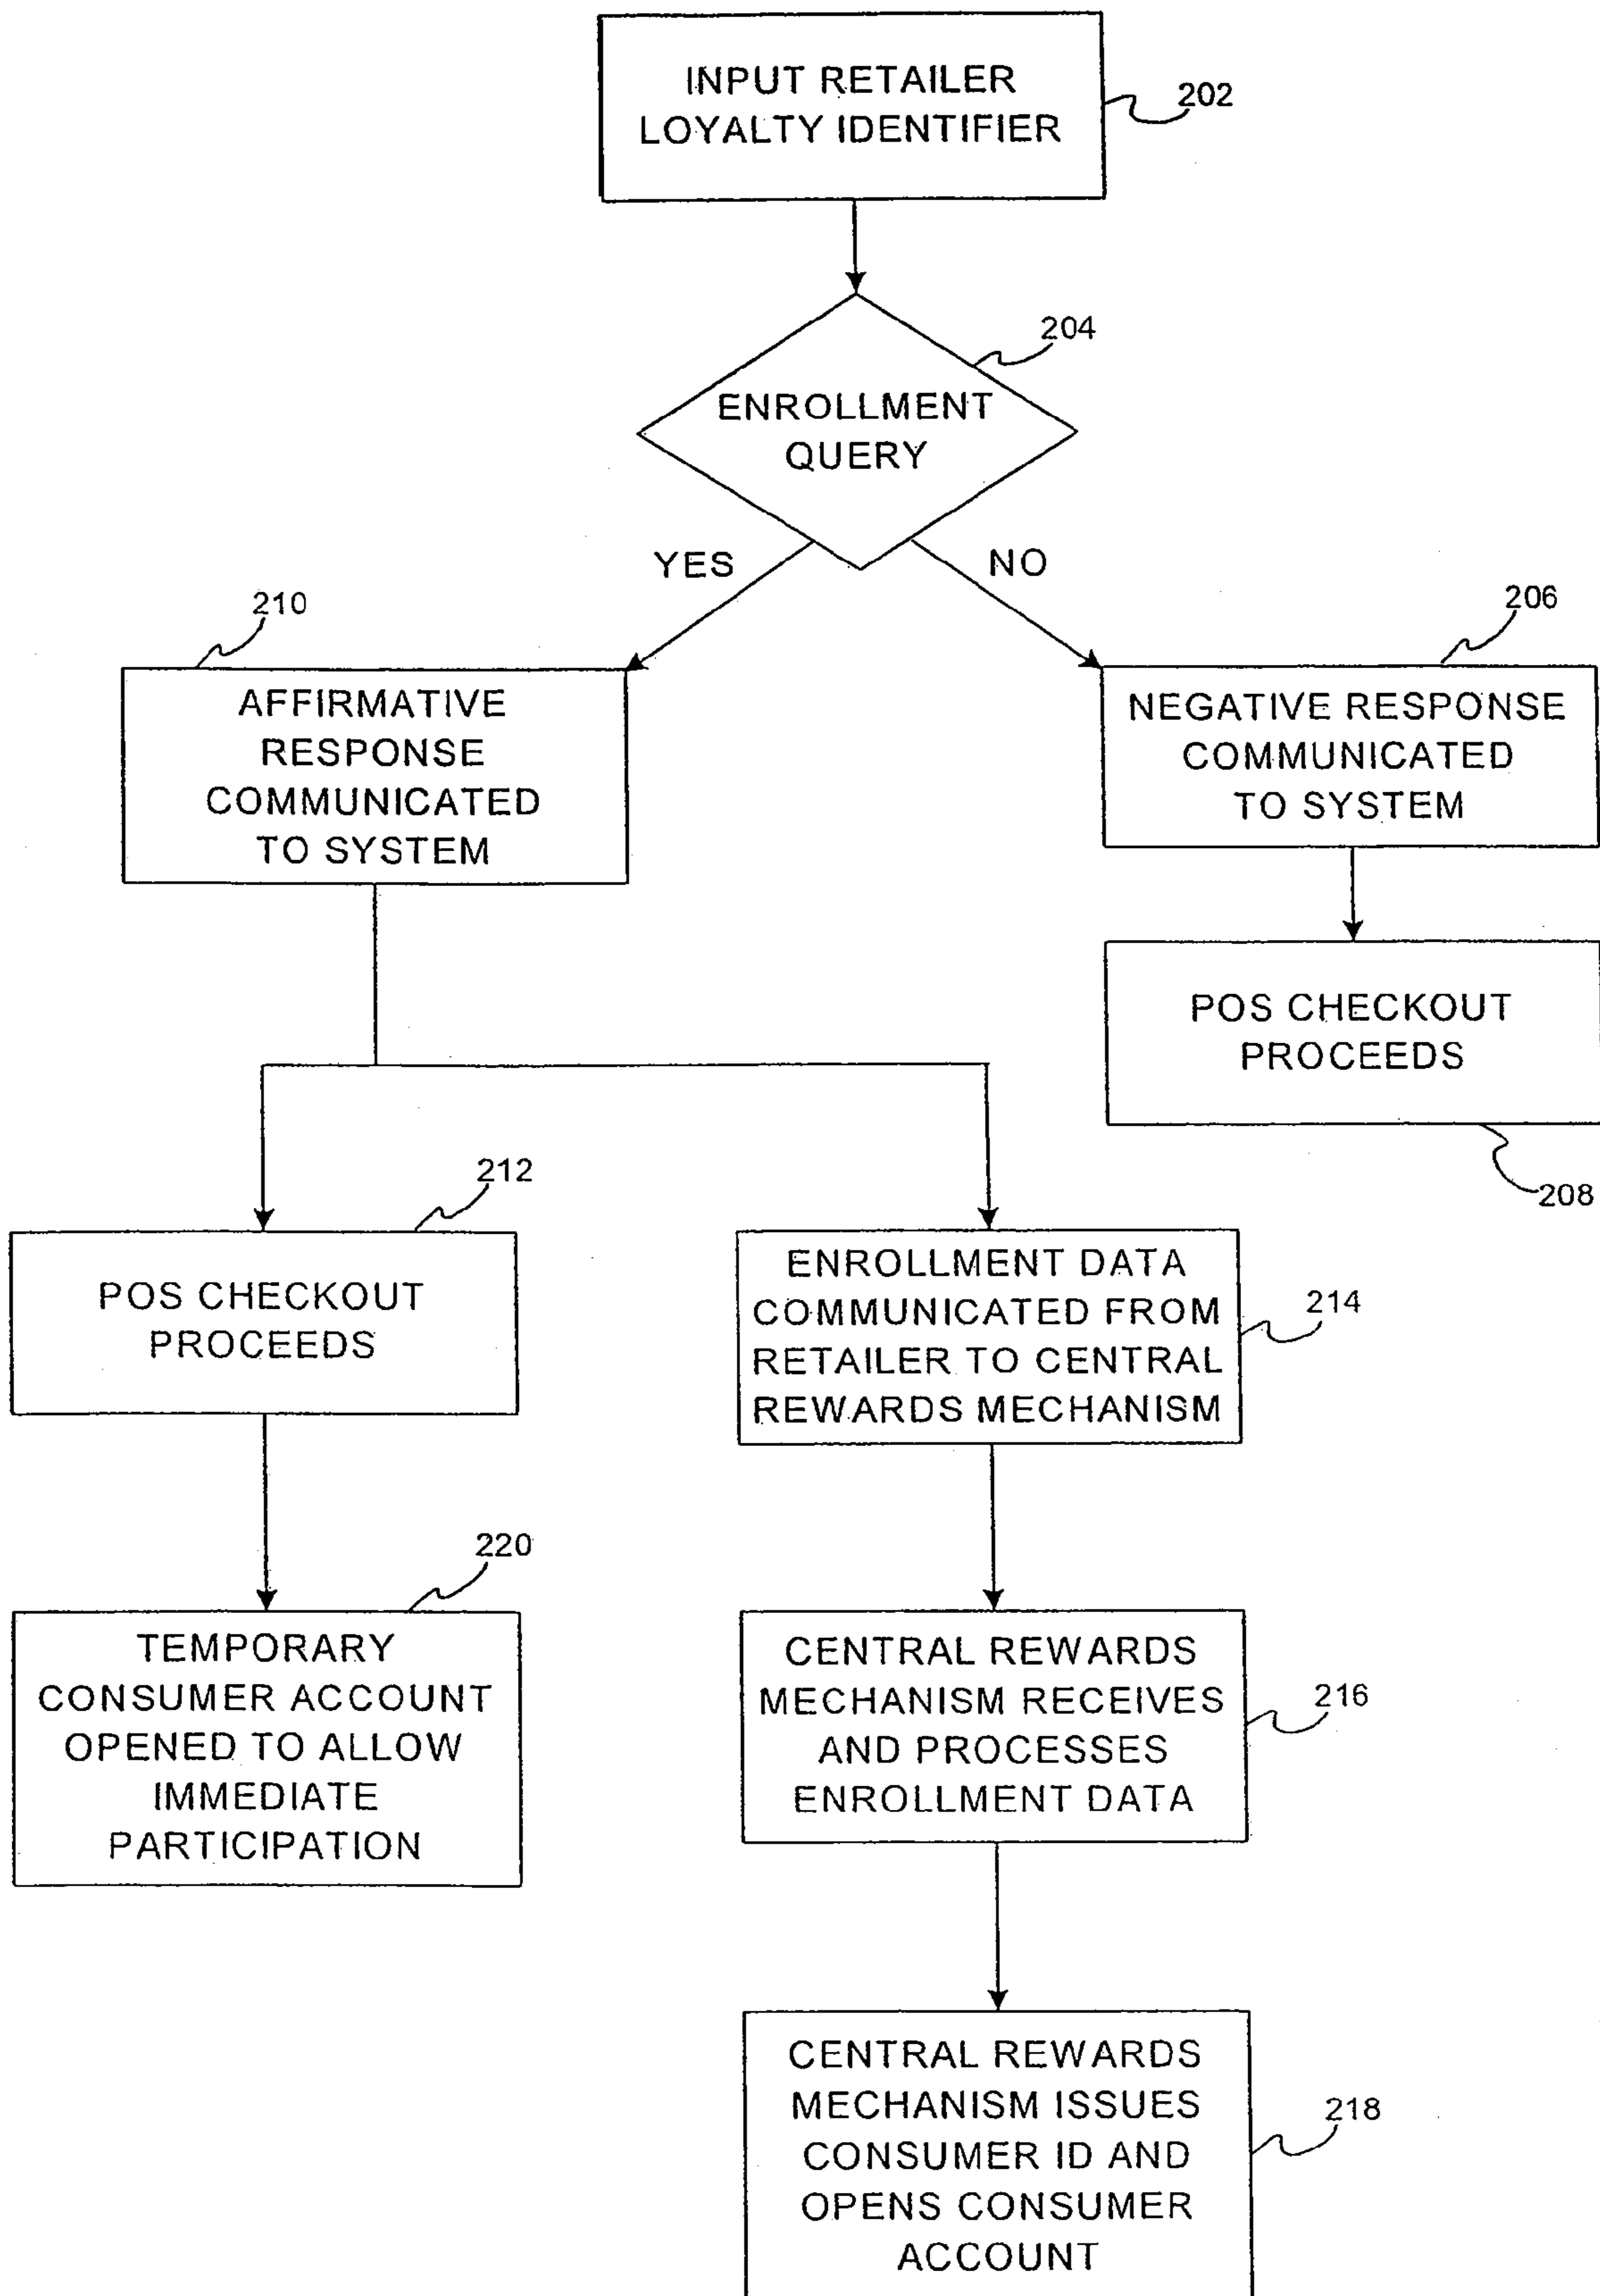 INPUT RETAILER
LOYALTY IDENTIFIER
202
204
ENROLLMENT
QUERY
YES
NO
210
206
AFFIRMATIVE
RESPONSE
COMMUNICATED
TO SYSTEM
NEGATIVE RESPONSE
COMMUNICATED
TO SYSTEM
POS CHECKOUT
PROCEEDS
208
212
POS CHECKOUT
PROCEEDS
ENROLLMENT DATA
COMMUNICATED FROM
RETAILER TO CENTRAL
REWARDS MECHANISM
214
220
TEMPORARY
CONSUMER ACCOUNT
OPENED TO ALLOW
IMMEDIATE
PARTICIPATION
CENTRAL REWARDS
MECHANISM RECEIVES
AND PROCESSES
ENROLLMENT DATA
216
CENTRAL REWARDS
MECHANISM ISSUES
CONSUMER ID AND
OPENS CONSUMER
ACCOUNT
218